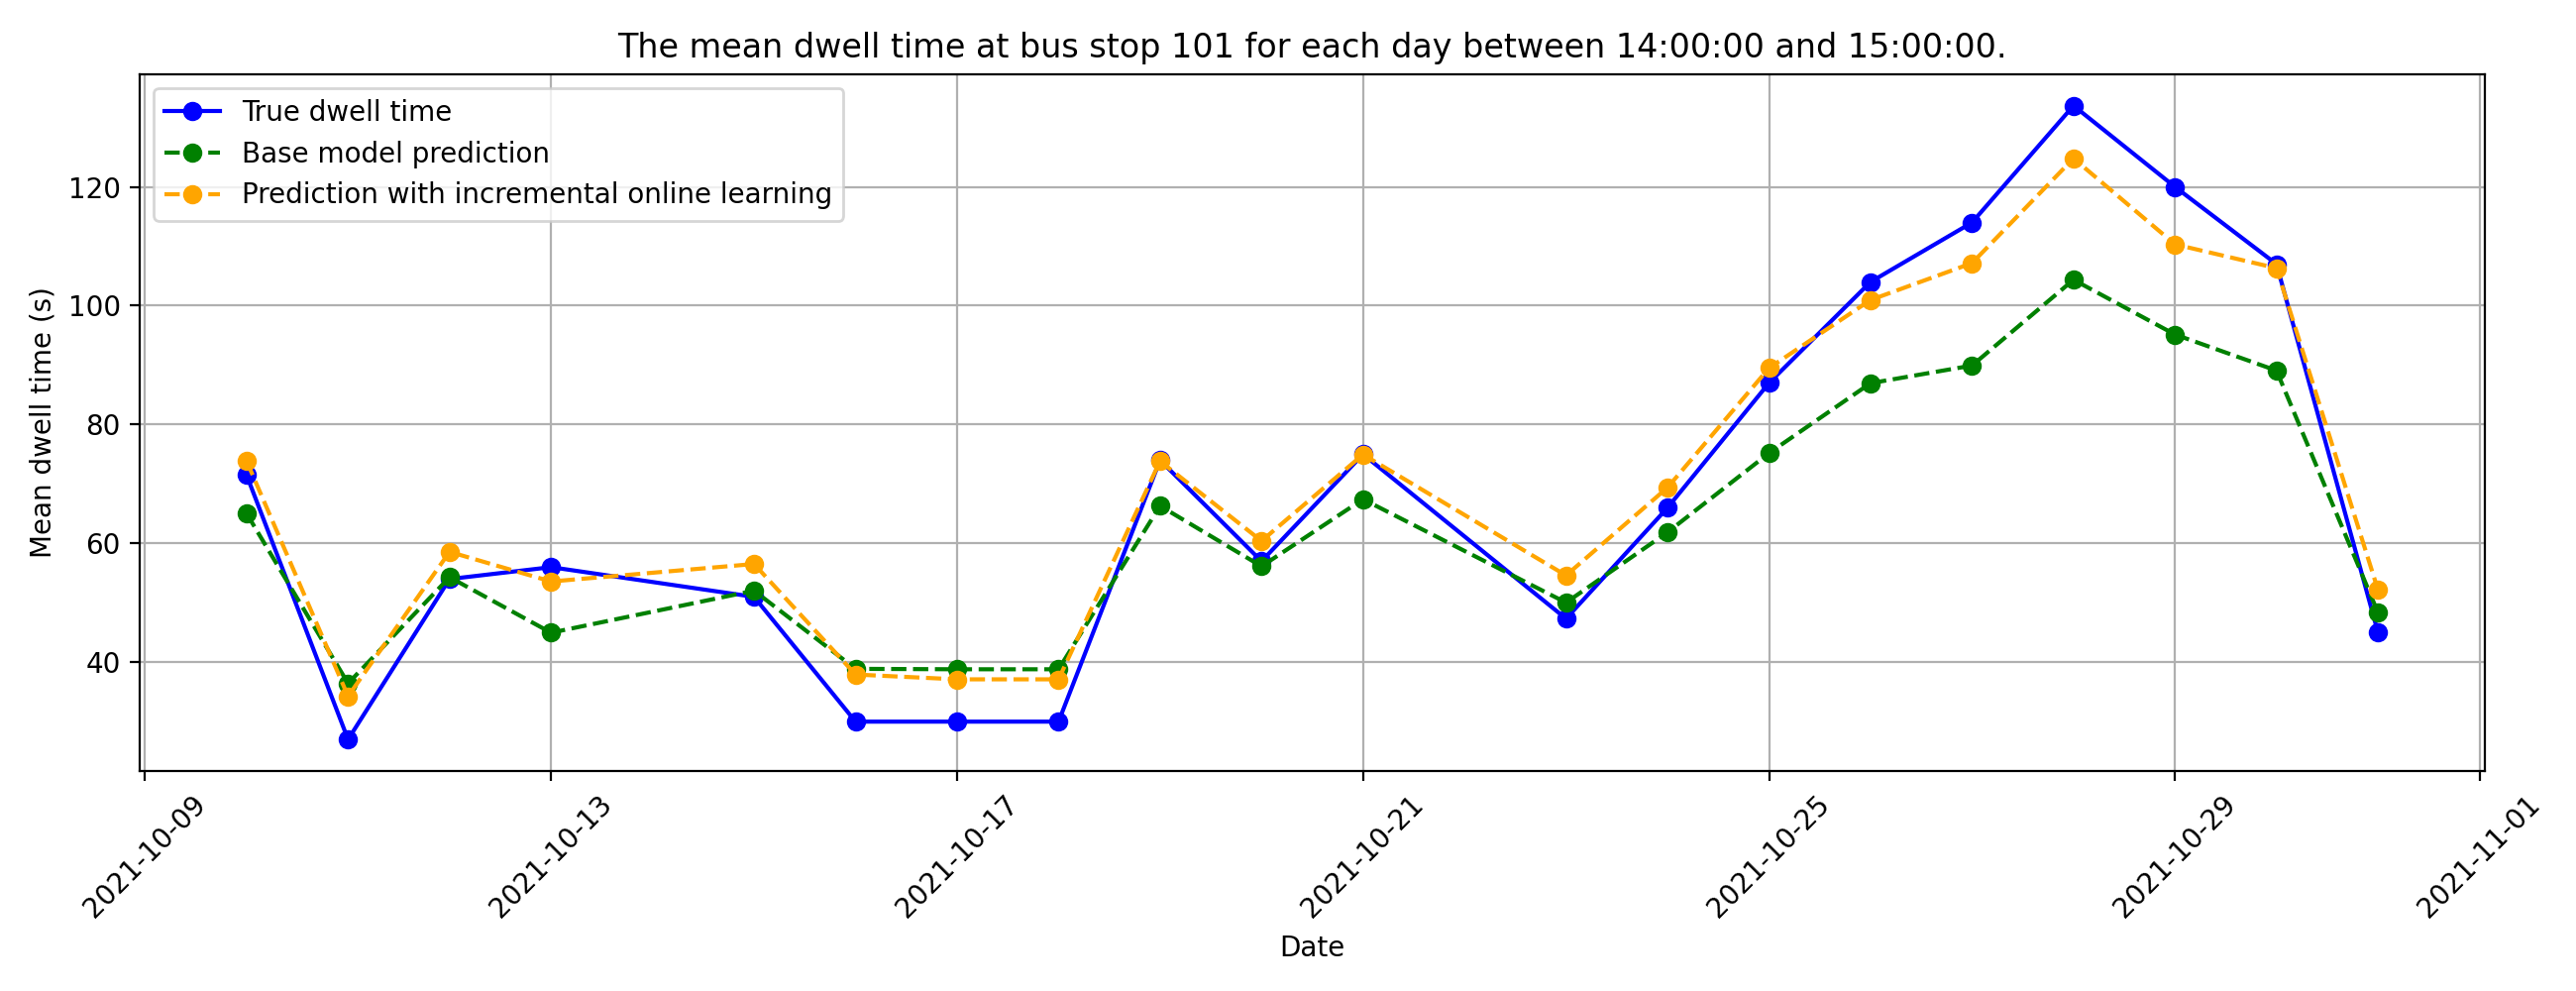 The mean dwell time at bus stop 101 for each day between 14:00:00 and 15:00:00.
True dwell time
Base model prediction
Prediction with incremental online learning
Mean dwell time (s)
120
100
80
60
40
2021-10-09
2021-10-13
2021-10-17
2021-10-21
2021-10-25
2021-10-29
2021-11-01
Date